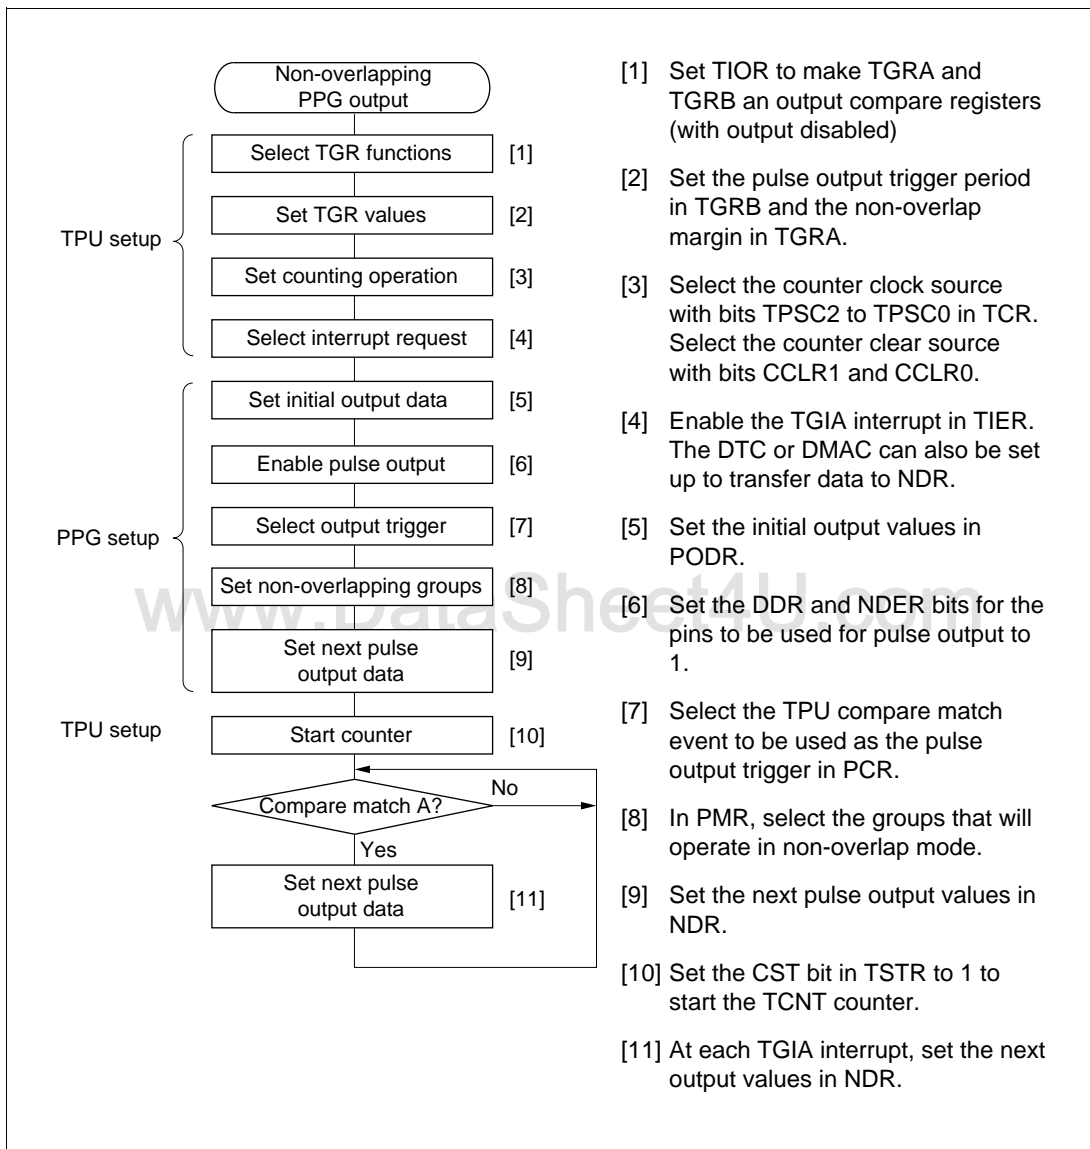 Non-overlapping
PPG output
TPU setup
Select TGR functions [1]
Set TGR values [2]
Set counting operation [3]
Select interrupt request [4]
PPG setup
Set initial output data [5]
Enable pulse output [6]
Select output trigger [7]
Set non-overlapping groups [8]
Set next pulse
output data [9]
TPU setup
Start counter [10]
Compare match A?
No
Yes
Set next pulse
output data [11]
[1] Set TIOR to make TGRA and
TGRB an output compare registers
(with output disabled)
[2] Set the pulse output trigger period
in TGRB and the non-overlap
margin in TGRA.
[3] Select the counter clock source
with bits TPSC2 to TPSC0 in TCR.
Select the counter clear source
with bits CCLR1 and CCLR0.
[4] Enable the TGIA interrupt in TIER.
The DTC or DMAC can also be set
up to transfer data to NDR.
[5] Set the initial output values in
PODR.
[6] Set the DDR and NDER bits for the
pins to be used for pulse output to
1.
[7] Select the TPU compare match
event to be used as the pulse
output trigger in PCR.
[8] In PMR, select the groups that will
operate in non-overlap mode.
[9] Set the next pulse output values in
NDR.
[10] Set the CST bit in TSTR to 1 to
start the TCNT counter.
[11] At each TGIA interrupt, set the next
output values in NDR.
www.DataSheet4U.com